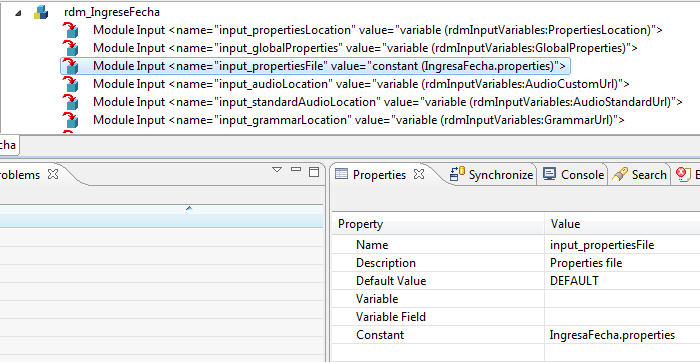 rdm_IngreseFecha
Module Input <name="input_propertiesLocation" value="variable (rdmInputVariables:PropertiesLocation)">
Module Input <name="input_globalProperties" value="variable (rdmInputVariables:GlobalProperties)">
Module Input <name="input_propertiesFile" value="constant (IngresaFecha.properties)">
Module Input <name="input_audioLocation" value="variable (rdmInputVariables:AudioCustomUrl)">
Module Input <name="input_standardAudioLocation" value="variable (rdmInputVariables:AudioStandardUrl)">
Module Input <name="input_grammarLocation" value="variable (rdmInputVariables:GrammarUrl)">
cha
roblems Properties Synchronize Console Search E
Property Value
Name input_propertiesFile
Description Properties file
Default Value DEFAULT
Variable
Variable Field
Constant IngresaFecha.properties